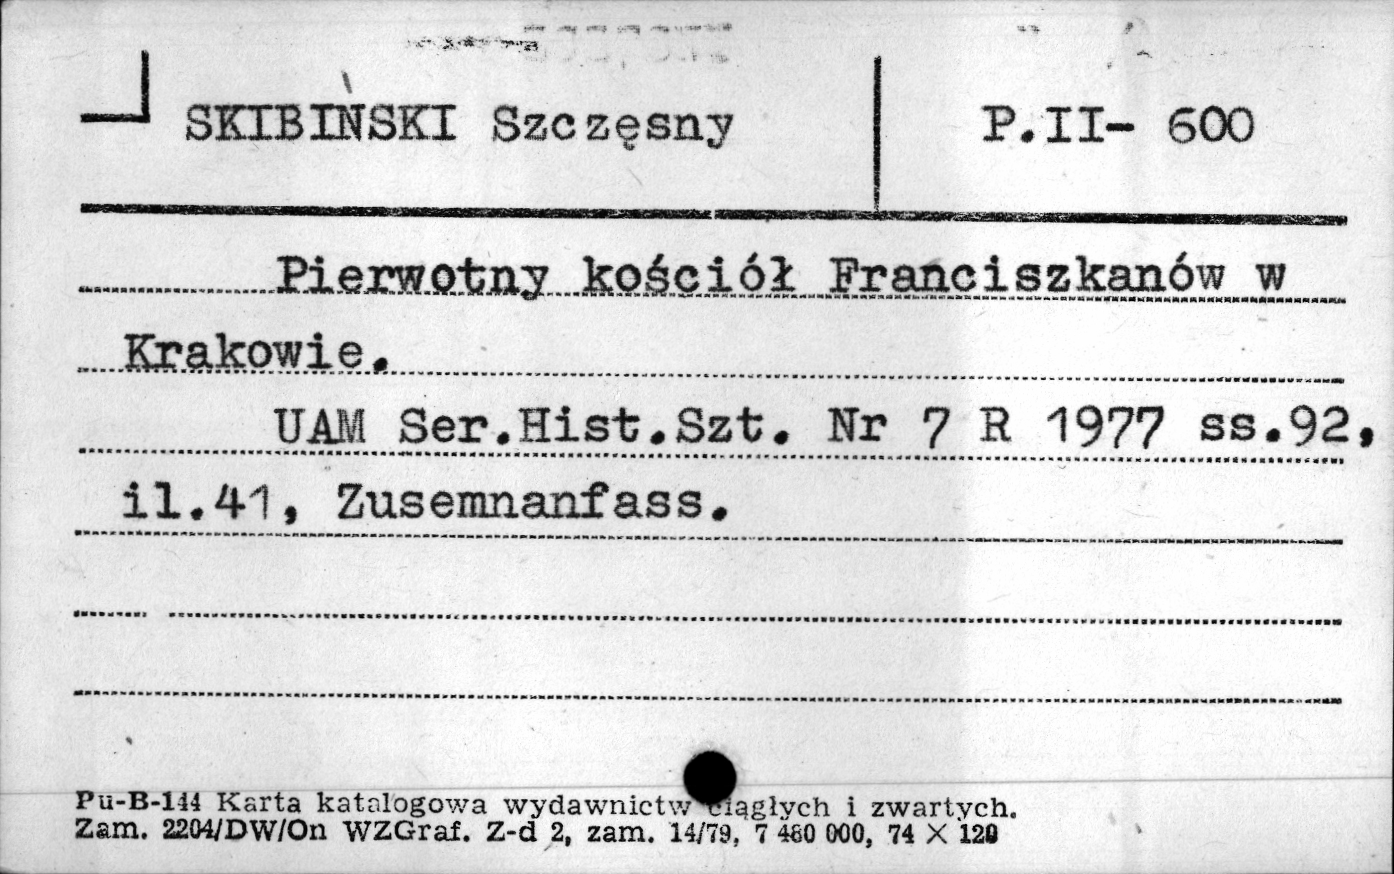 SKIBIŃSKI Szczęsny P.II- 600
Pierwotny kościół Franciszkanów w
Krakowie.
UAM Ser.Hist.Szt. Nr 7 R 1977 ss.92,
il.41, Zusemnanfass.
Pu-B-144 Karta katalogowa wydawnictw ciągłych i zwartych.
Zam. 2204/DW/On WZGraf. Z-d 2, zam. 14/79, 7 480 000, 74 X 120